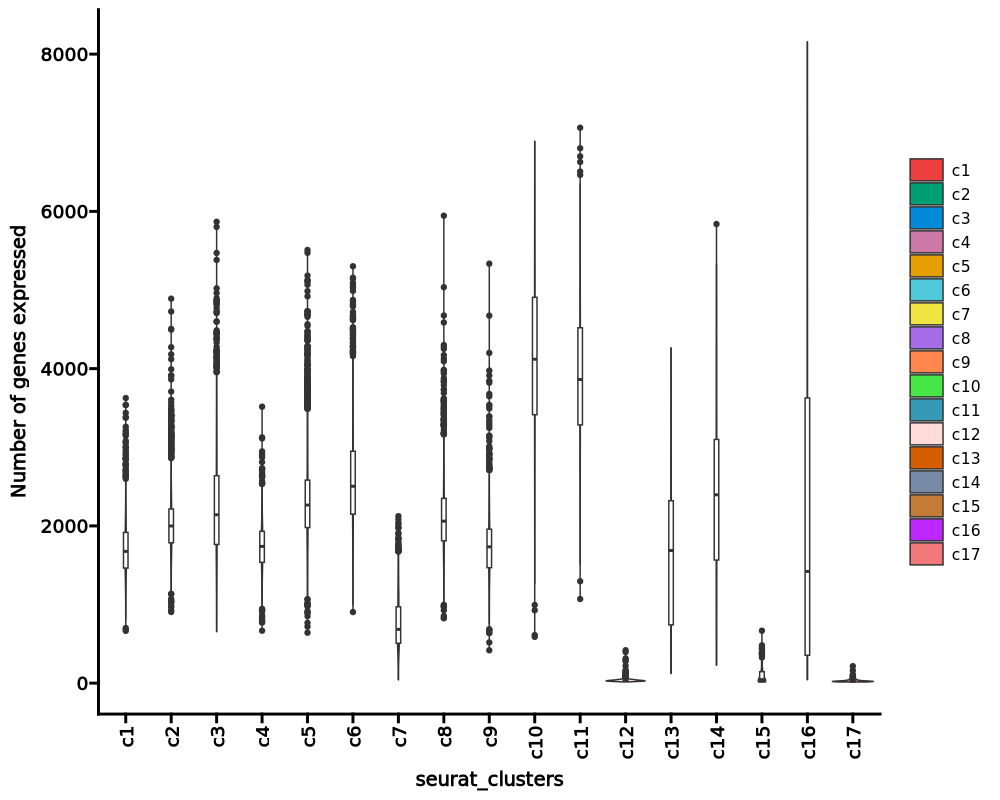 8000
6000
4000
2000
0
Number of genes expressed
c1 c2 c3 c4 c5 c6 c7 c8 c9 c10 c11 c12 c13 c14 c15 c16 c17
seurat_clusters
c1
c2
c3
c4
c5
c6
c7
c8
c9
c10
c11
c12
c13
c14
c15
c16
c17